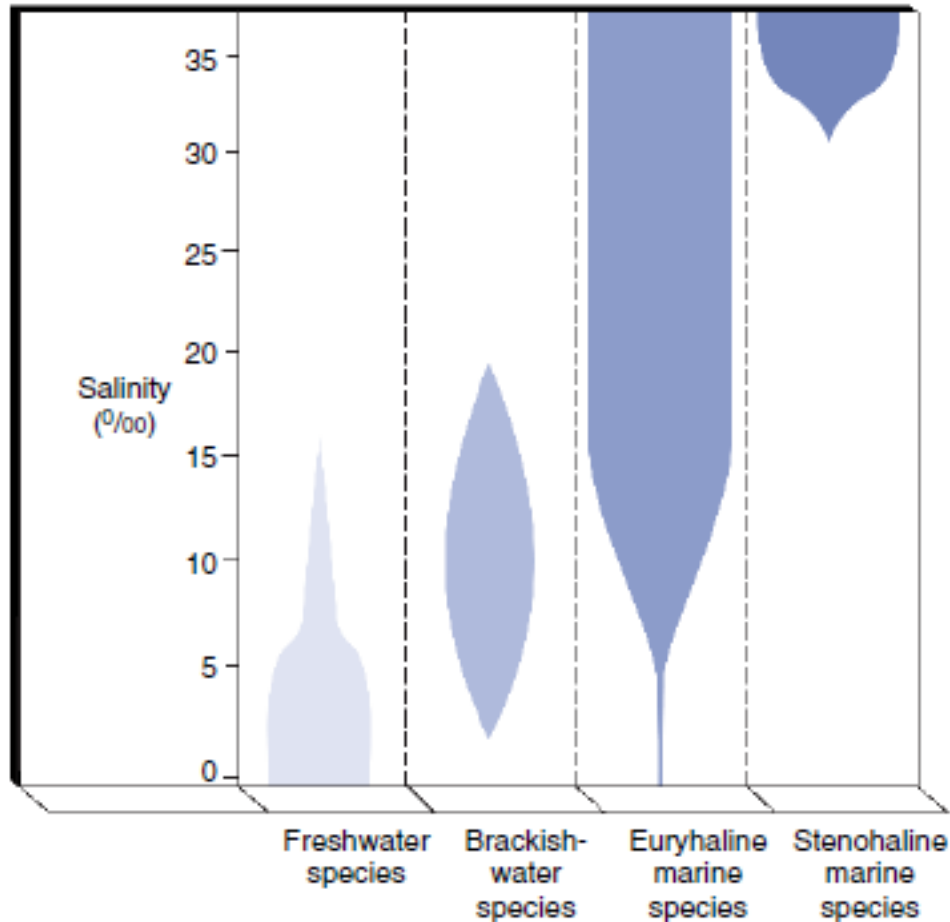 35
30
25
20
Salinity
(0/00)
15
10
5
0
Freshwater
species
Brackish-
water
species
Euryhaline
marine
species
Stenohaline
marine
species